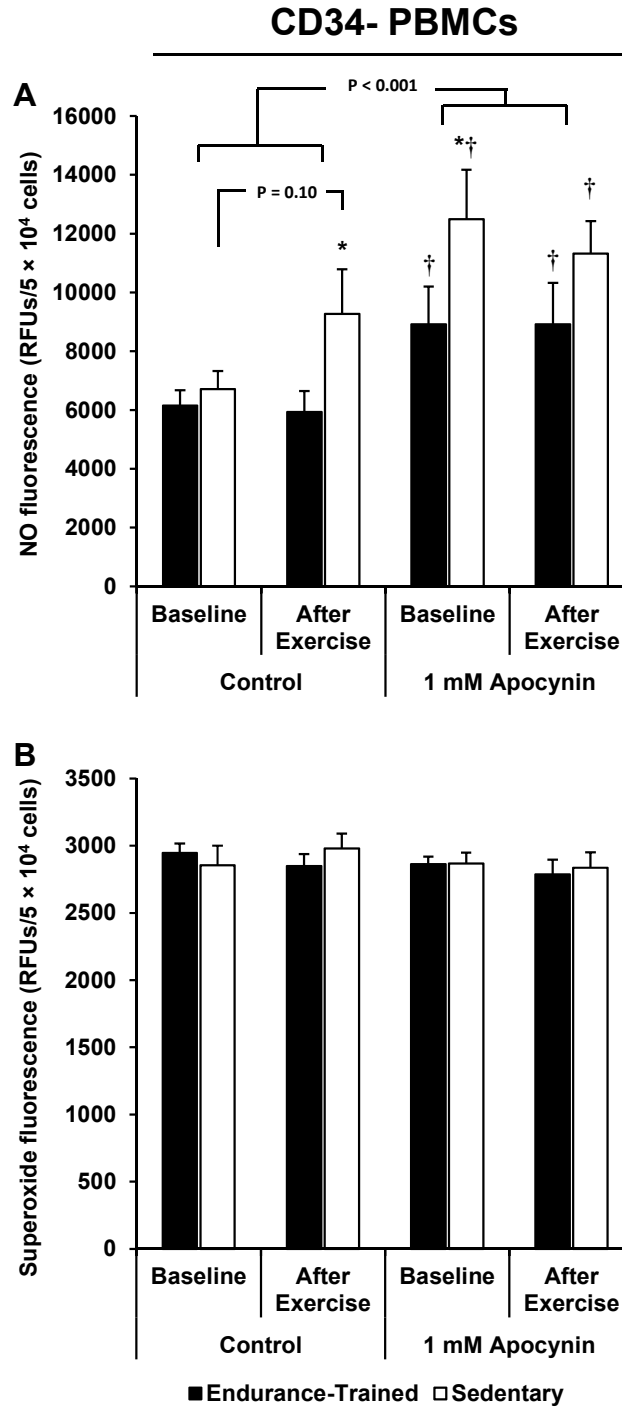 CD34- PBMCs
A
P < 0.001
16000
14000
12000
10000
8000
6000
4000
2000
0
NO fluorescence (RFUs/5 × 10⁴ cells)
P = 0.10
*
†
*†
†
†
Baseline After Exercise Baseline After Exercise
Control 1 mM Apocynin
B
3500
3000
2500
2000
1500
1000
500
0
Superoxide fluorescence (RFUs/5 × 10⁴ cells)
Baseline After Exercise Baseline After Exercise
Control 1 mM Apocynin
Endurance-Trained Sedentary